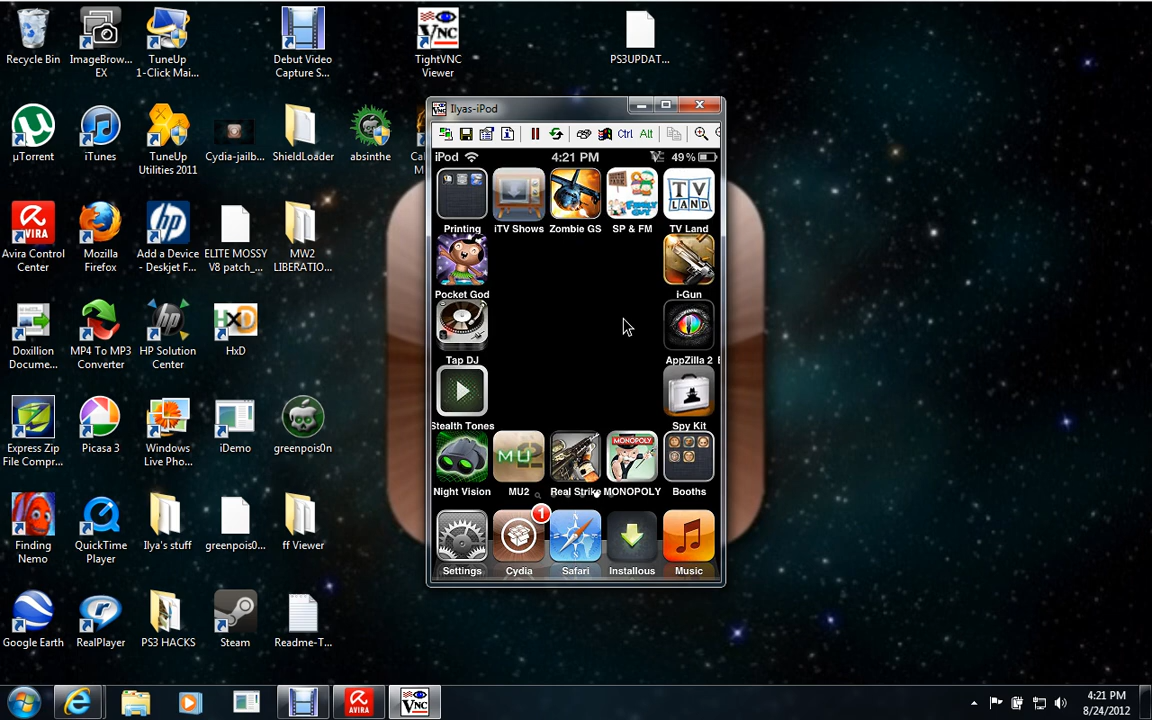 Recycle Bin
ImageBrow...
EX
TuneUp
1-Click Mai...
Debut Video
Capture S...
VNC
TightVNC
Viewer
PS3UPDAT...
µTorrent
iTunes
TuneUp
Utilities 2011
Cydia-jailb...
ShieldLoader
absinthe
Avira Control
Center
Mozilla
Firefox
Add a Device
- Deskjet F...
ELITE MOSSY
V8 patch_...
MW2
LIBERATIO...
Doxillion
Docume...
MP4 To MP3
Converter
HP Solution
Center
HxD
Express Zip
File Compr...
Picasa 3
Windows
Live Pho...
iDemo
greenpois0n
Finding
Nemo
QuickTime
Player
Ilya's stuff
greenpois0...
ff Viewer
Google Earth
RealPlayer
PS3 HACKS
Steam
Readme-T...
Ilyas-iPod
Ctrl Alt
iPod 4:21 PM 49%
TV LAND
Printing iTV Shows Zombie GS SP & FM TV Land
Pocket God i-Gun
Tap DJ AppZilla 2
Stealth Tones Spy Kit
MU2
MONOPOLY
Night Vision MU2 Real Strike MONOPOLY Booths
1
Settings Cydia Safari Installous Music
AVIRA
VNC
4:21 PM
8/24/2012